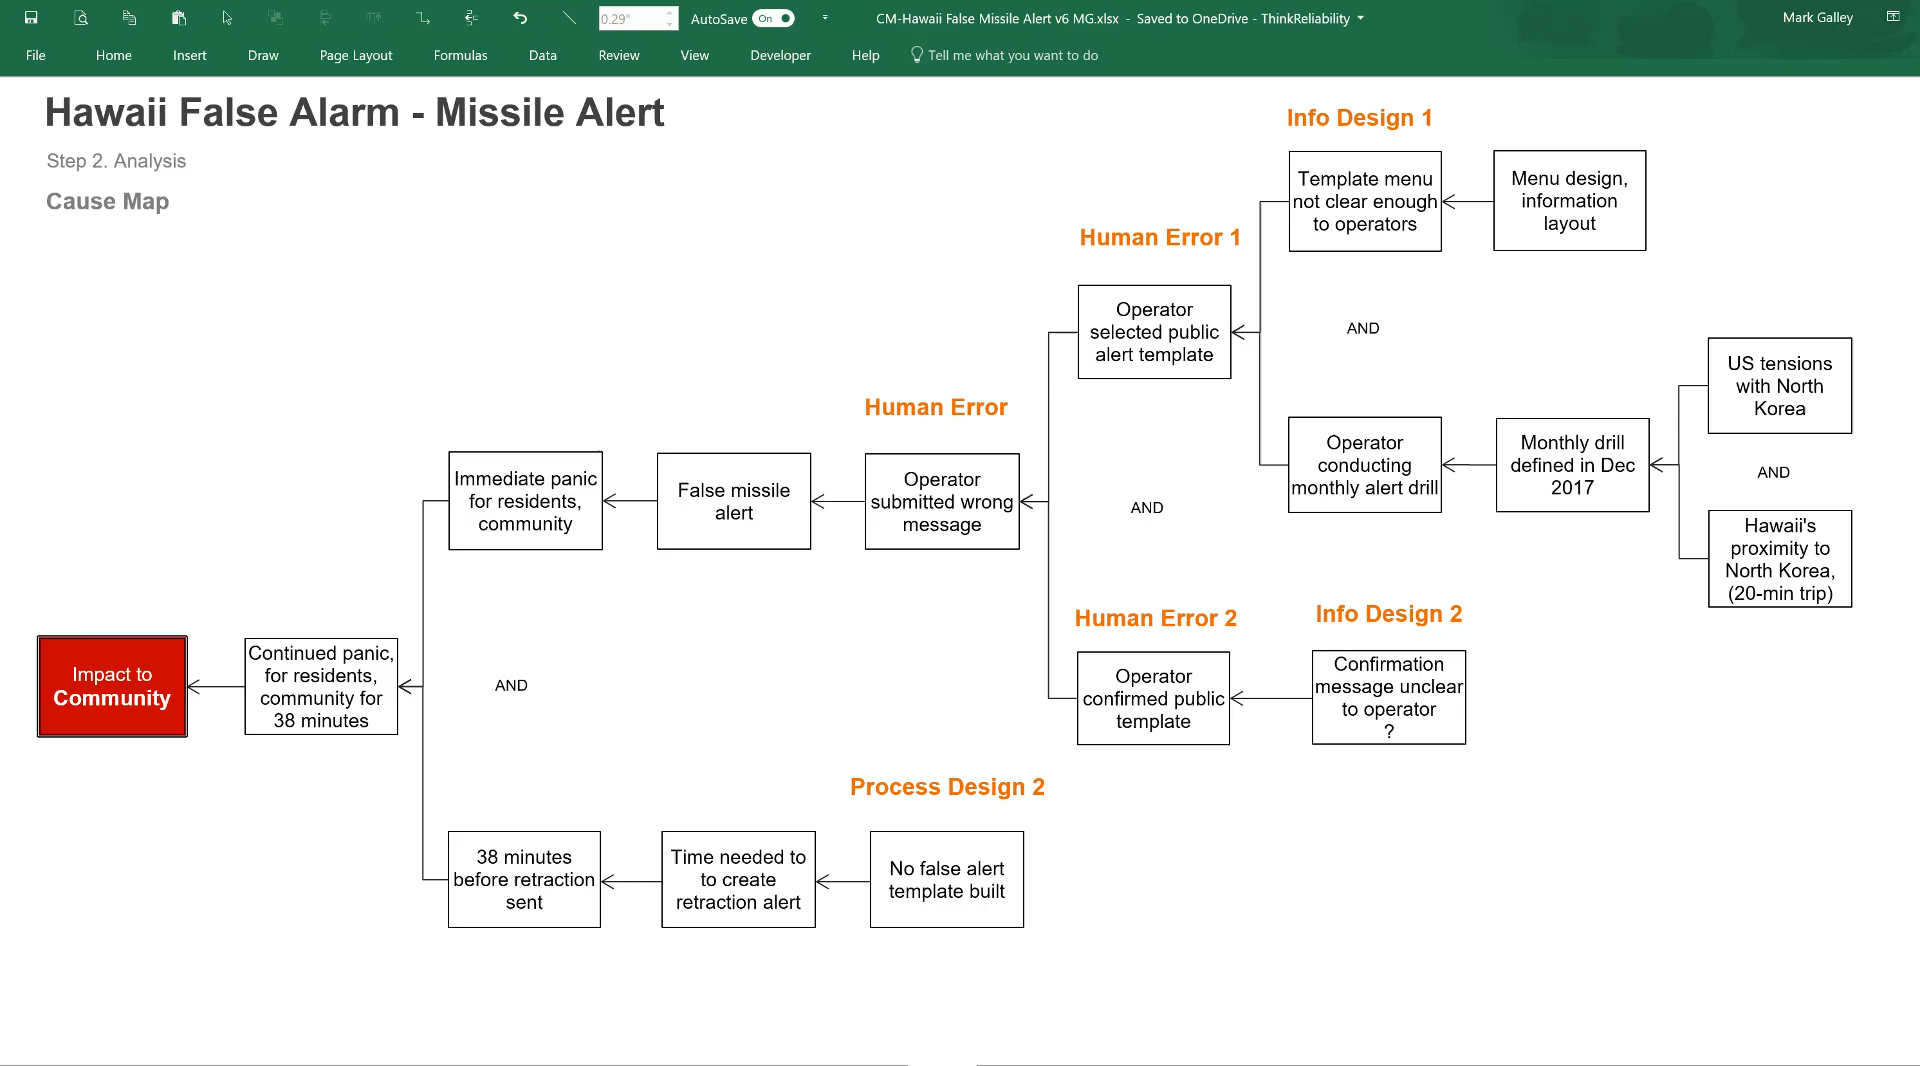 0.29"
AutoSave On
CM-Hawaii False Missile Alert v6 MG.xlsx - Saved to OneDrive - ThinkReliability
Mark Galley
File Home Insert Draw Page Layout Formulas Data Review View Developer Help Tell me what you want to do
Hawaii False Alarm - Missile Alert
Step 2. Analysis
Cause Map
Info Design 1
Template menu
not clear enough
to operators
Menu design,
information
layout
Human Error 1
Operator
selected public
alert template
AND
US tensions
with North
Korea
Human Error
Immediate panic
for residents,
community
False missile
alert
Operator
submitted wrong
message
AND
Operator
conducting
monthly alert drill
Monthly drill
defined in Dec
2017
AND
Hawaii's
proximity to
North Korea,
(20-min trip)
Impact to
Community
Continued panic,
for residents,
community for
38 minutes
AND
Human Error 2
Operator
confirmed public
template
Info Design 2
Confirmation
message unclear
to operator
?
Process Design 2
38 minutes
before retraction
sent
Time needed to
to create
retraction alert
No false alert
template built